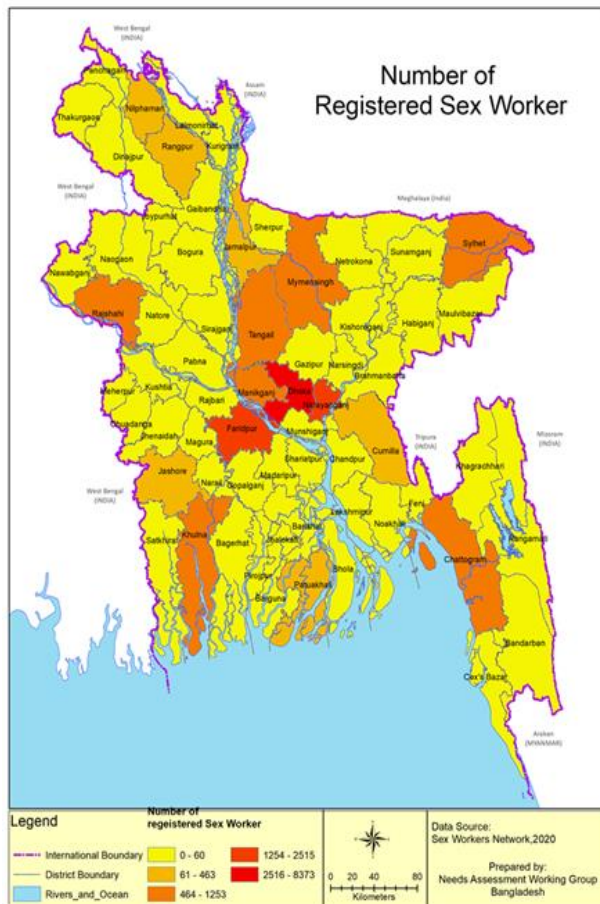 Number of
Registered Sex Worker
West Bengal
(INDIA)
Assam
(INDIA)
West Bengal
(INDIA)
Meghalaya (India)
Panchagarh
Nilphamari
Thakurgaon
Lalmonirhat
Rangpur
Kurigram
Dinajpur
Gaibandha
Joypurhat
Sherpur
Jamalpur
Netrokona
Sunamganj
Sylhet
Naogaon
Bogura
Mymensingh
Nawabganj
Rajshahi
Natore
Sirajganj
Tangail
Kishoreganj
Habiganj
Maulvibazar
Pabna
Gazipur
Narsingdi
Brahmanbaria
Meherpur
Kushtia
Manikganj
Dhaka
Narayanganj
Rajbari
Chuadanga
Jhenaidah
Magura
Faridpur
Munshiganj
Cumilla
Tripura
(INDIA)
Mizoram
(INDIA)
Khagrachhari
Shariatpur
Chandpur
Madaripur
Jashore
Narail
Gopalganj
West Bengal
(INDIA)
Lakshmipur
Noakhali
Feni
Rangamati
Satkhira
Khulna
Bagerhat
Barishal
Jhalokati
Bhola
Chattogram
Pirojpur
Patuakhali
Barguna
Bandarban
Cox's Bazar
Arakan
(MYANMAR)
Legend
International Boundary
District Boundary
Rivers_and_Ocean
Number of
regeistered Sex Worker
0 - 60
61 - 463
464 - 1253
1254 - 2515
2516 - 8373
0 20 40 80
Kilometers
Data Source:
Sex Workers Network,2020
Prepared by:
Needs Assessment Working Group
Bangladesh